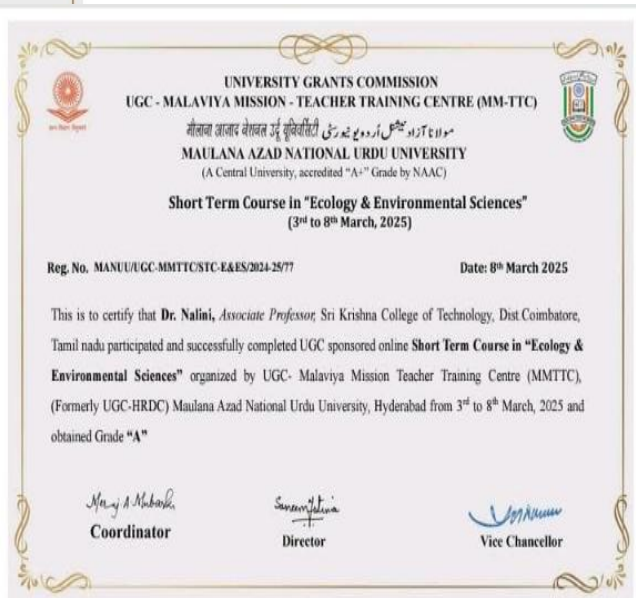 UNIVERSITY GRANTS COMMISSION
UGC - MALAVIYA MISSION - TEACHER TRAINING CENTRE (MM-TTC)
मौलाना आज़ाद नेशनल उर्दू यूनिवर्सिटी مولانا آزاد نیشنل اُردو یونیورسٹی
MAULANA AZAD NATIONAL URDU UNIVERSITY
(A Central University, accredited "A+" Grade by NAAC)
Short Term Course in "Ecology & Environmental Sciences"
(3rd to 8th March, 2025)
Reg. No. MANUU/UGC-MMTTC/STC-E&ES/2024-25/77 Date: 8th March 2025
This is to certify that Dr. Nalini, Associate Professor, Sri Krishna College of Technology, Dist.Coimbatore,
Tamil nadu participated and successfully completed UGC sponsored online Short Term Course in "Ecology &
Environmental Sciences" organized by UGC- Malaviya Mission Teacher Training Centre (MMTTC),
(Formerly UGC-HRDC) Maulana Azad National Urdu University, Hyderabad from 3rd to 8th March, 2025 and
obtained Grade "A"
Coordinator
Director
Vice Chancellor